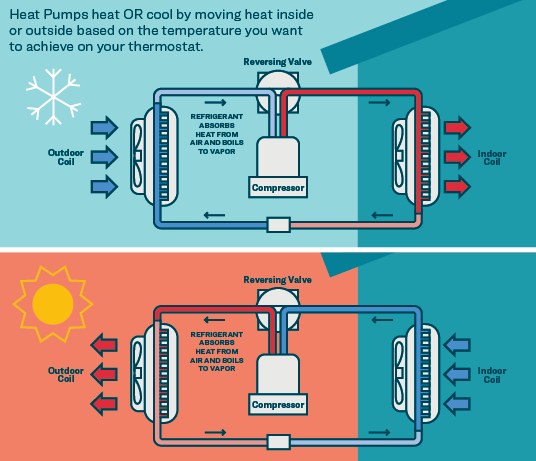 Heat Pumps heat OR cool by moving heat inside
or outside based on the temperature you want
to achieve on your thermostat.
Reversing Valve
REFRIGERANT
ABSORBS
HEAT FROM
AIR AND BOILS
TO VAPOR
Outdoor
Coil
Indoor
Coil
Compressor
Reversing Valve
REFRIGERANT
ABSORBS
HEAT FROM
AIR AND BOILS
TO VAPOR
Outdoor
Coil
Indoor
Coil
Compressor